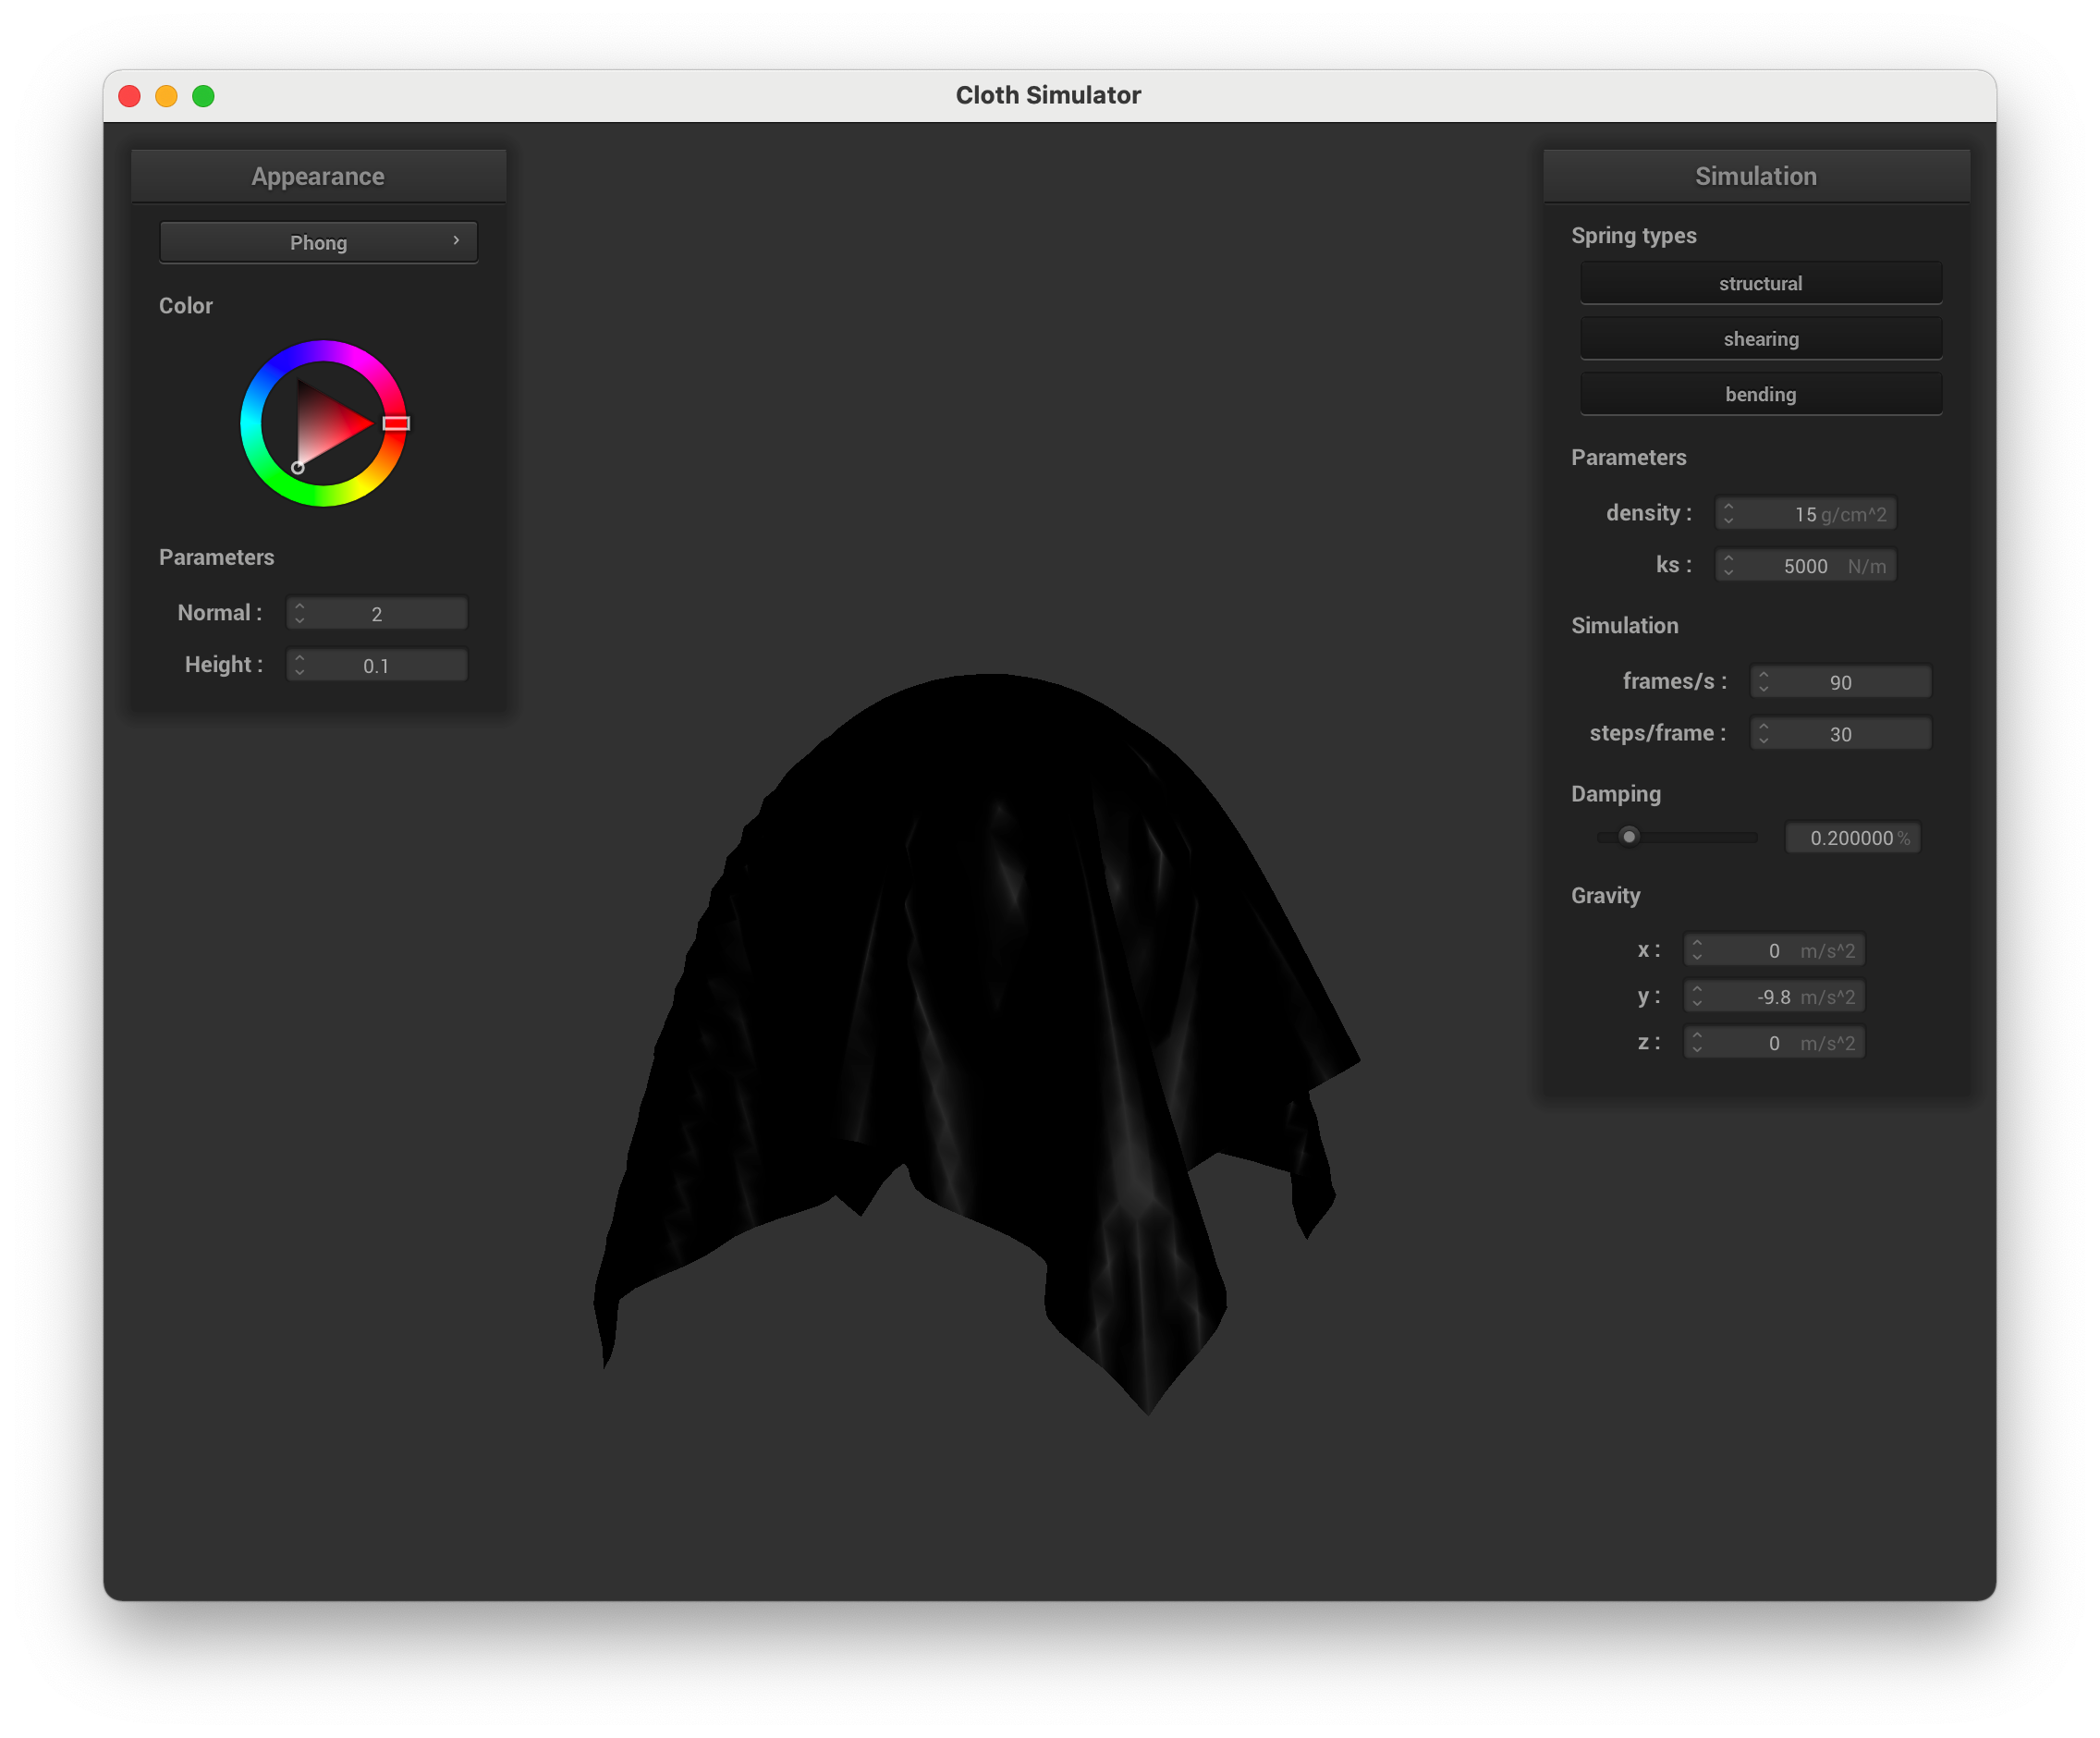 Cloth Simulator
Appearance
Phong
Color
Parameters
Normal :
2
Height :
0.1
Simulation
Spring types
structural
shearing
bending
Parameters
density :
15 g/cm^2
ks :
5000 N/m
Simulation
frames/s :
90
steps/frame :
30
Damping
0.200000 %
Gravity
x :
0 m/s^2
y :
-9.8 m/s^2
z :
0 m/s^2